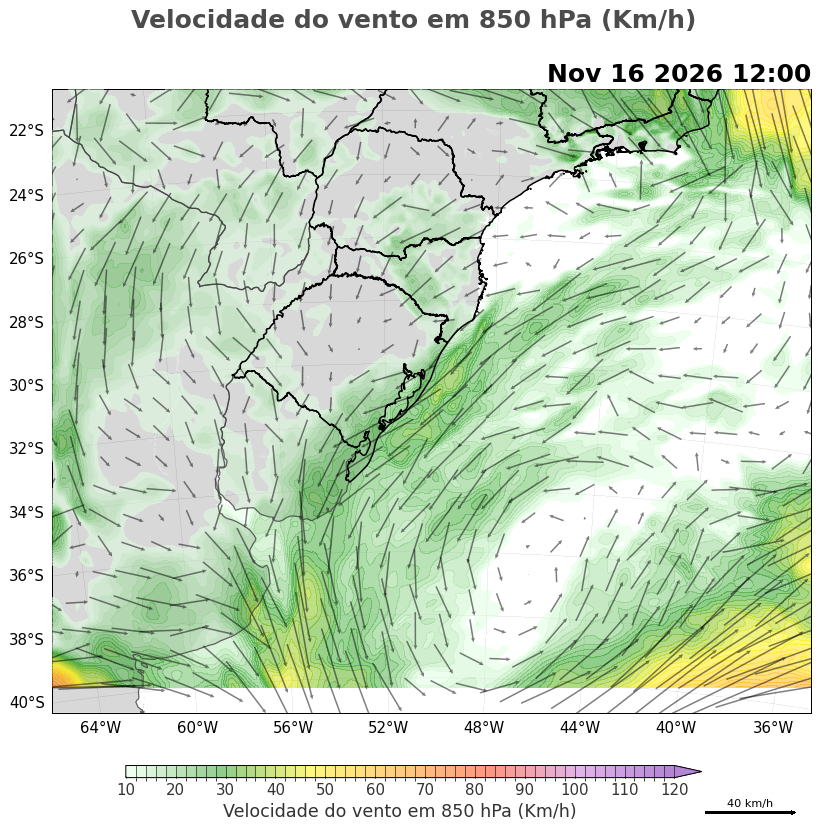 Velocidade do vento em 850 hPa (Km/h)
Nov 16 2026 12:00
22°S
24°S
26°S
28°S
30°S
32°S
34°S
36°S
38°S
40°S
64°W 60°W 56°W 52°W 48°W 44°W 40°W 36°W
10 20 30 40 50 60 70 80 90 100 110 120
Velocidade do vento em 850 hPa (Km/h)
40 km/h